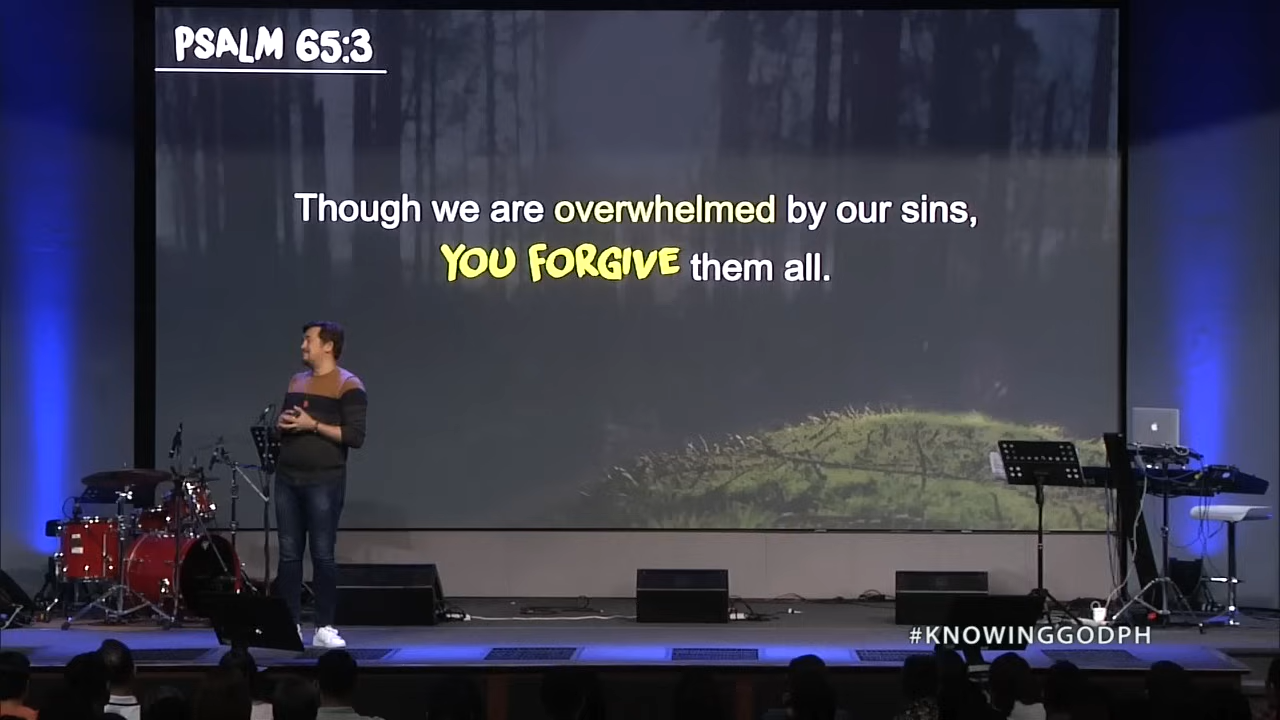 PSALM 65:3
Though we are overwhelmed by our sins,
YOU FORGIVE them all.
#KNOWINGGODPH